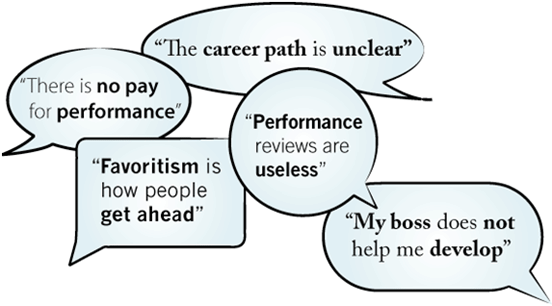 “The career path is unclear”
“There is no pay
for performance”
“Performance
reviews are
useless”
“Favoritism is
how people
get ahead”
“My boss does not
help me develop”